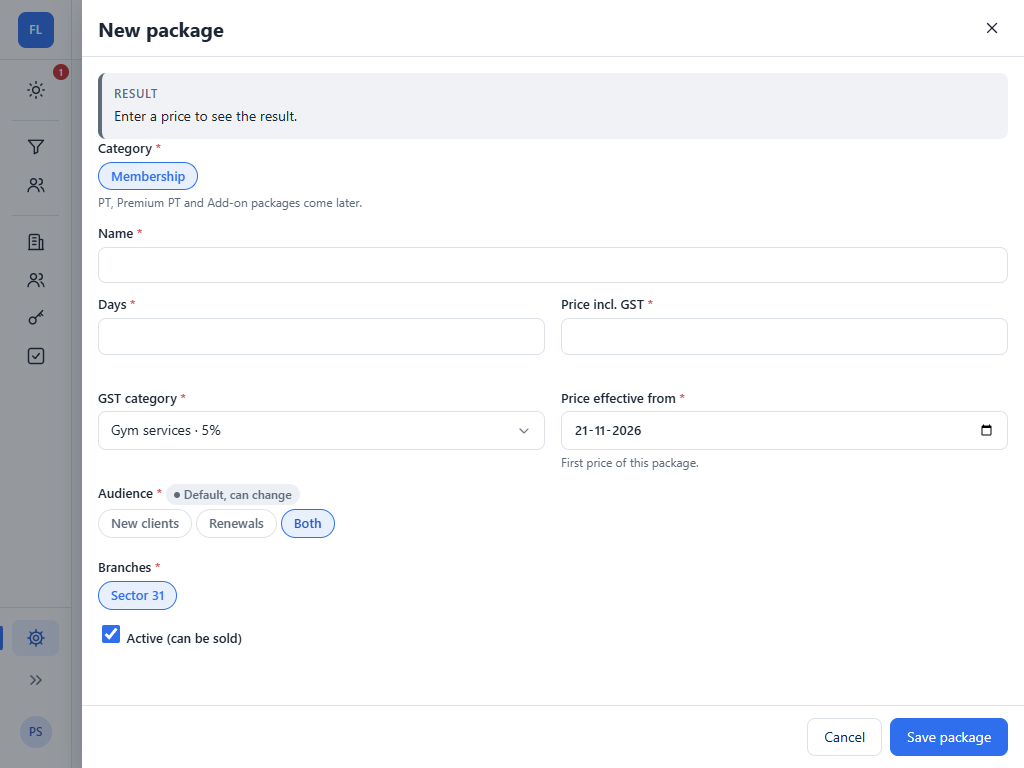 FL
New package
1
RESULT
Enter a price to see the result.
Category *
Membership
PT, Premium PT and Add-on packages come later.
Name *
Days *
Price incl. GST *
GST category *
Price effective from *
Gym services · 5%
21-11-2026
First price of this package.
Audience * Default, can change
New clients Renewals Both
Branches *
Sector 31
Active (can be sold)
PS
Cancel Save package